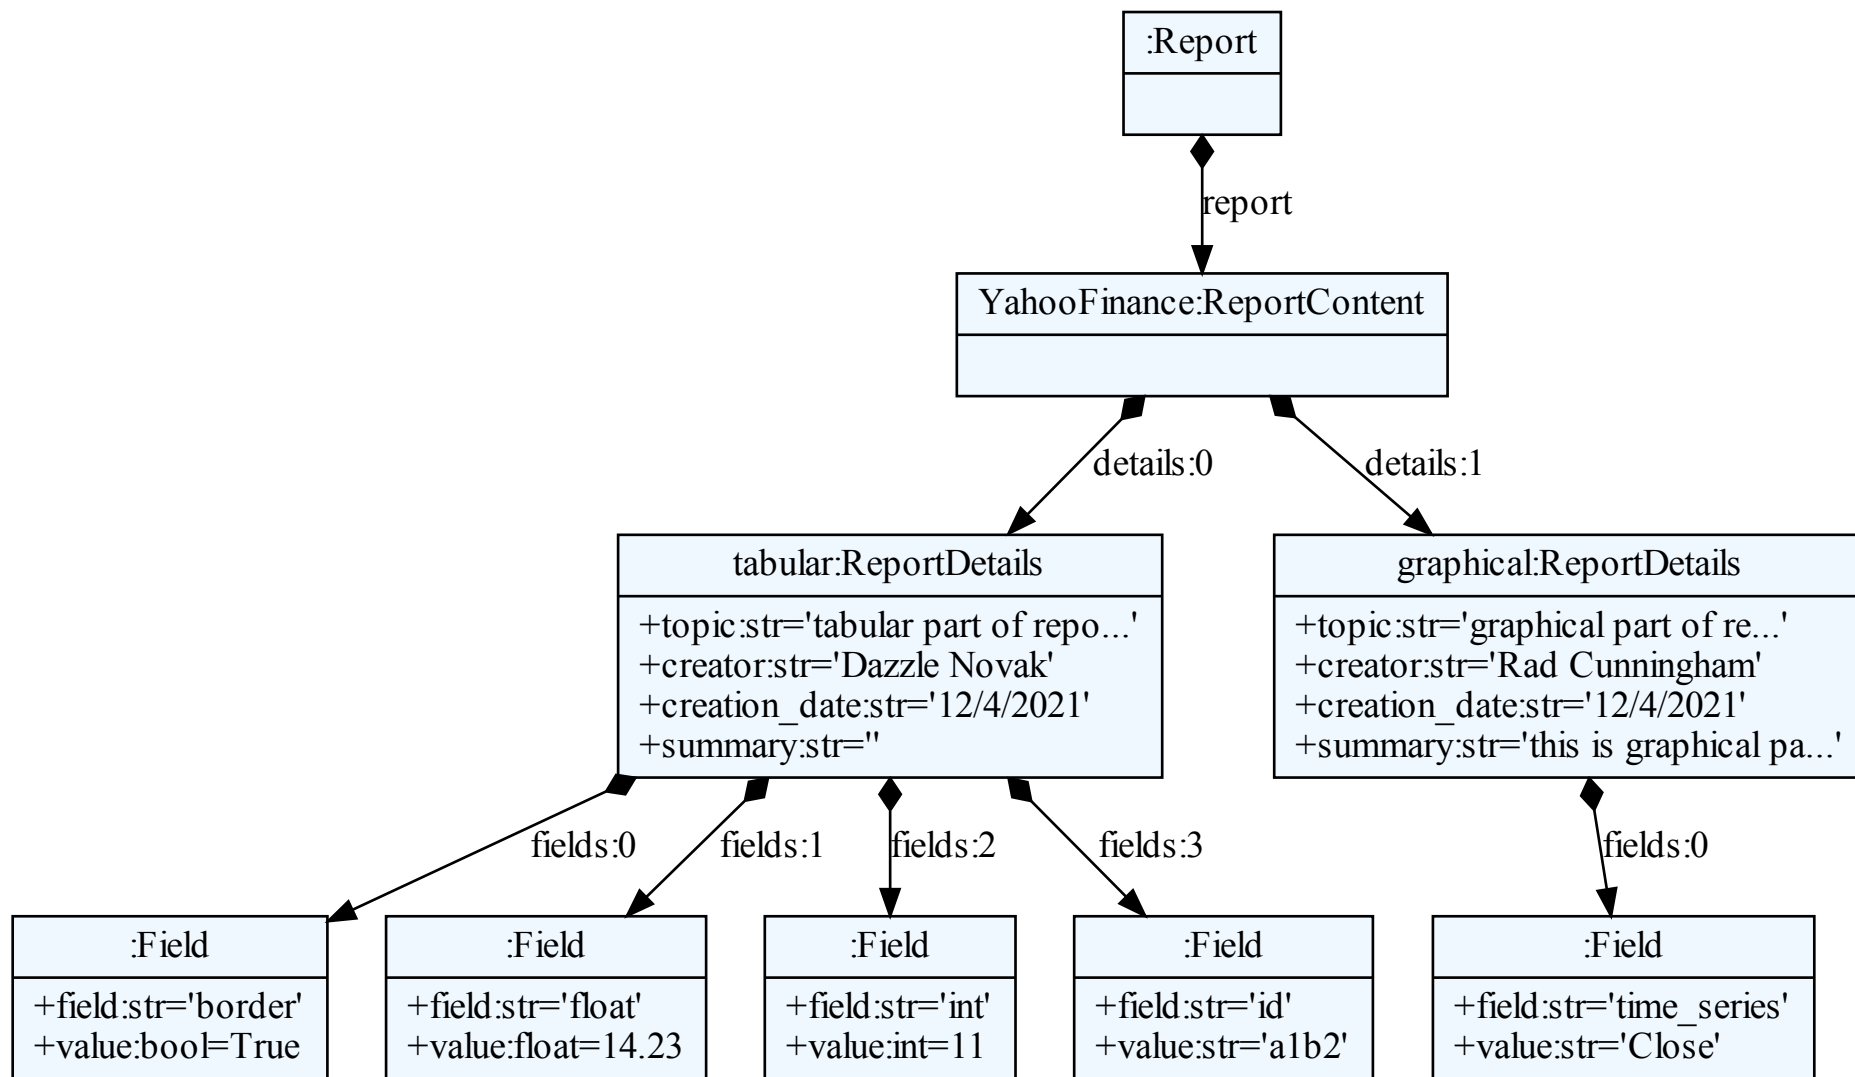 :Report
report
YahooFinance:ReportContent
details:0
details:1
tabular:ReportDetails
+topic:str='tabular part of repo...'
+creator:str='Dazzle Novak'
+creation_date:str='12/4/2021'
+summary:str=''
graphical:ReportDetails
+topic:str='graphical part of re...'
+creator:str='Rad Cunningham'
+creation_date:str='12/4/2021'
+summary:str='this is graphical pa...'
fields:0
fields:1
fields:2
fields:3
fields:0
:Field
+field:str='border'
+value:bool=True
:Field
+field:str='float'
+value:float=14.23
:Field
+field:str='int'
+value:int=11
:Field
+field:str='id'
+value:str='a1b2'
:Field
+field:str='time_series'
+value:str='Close'